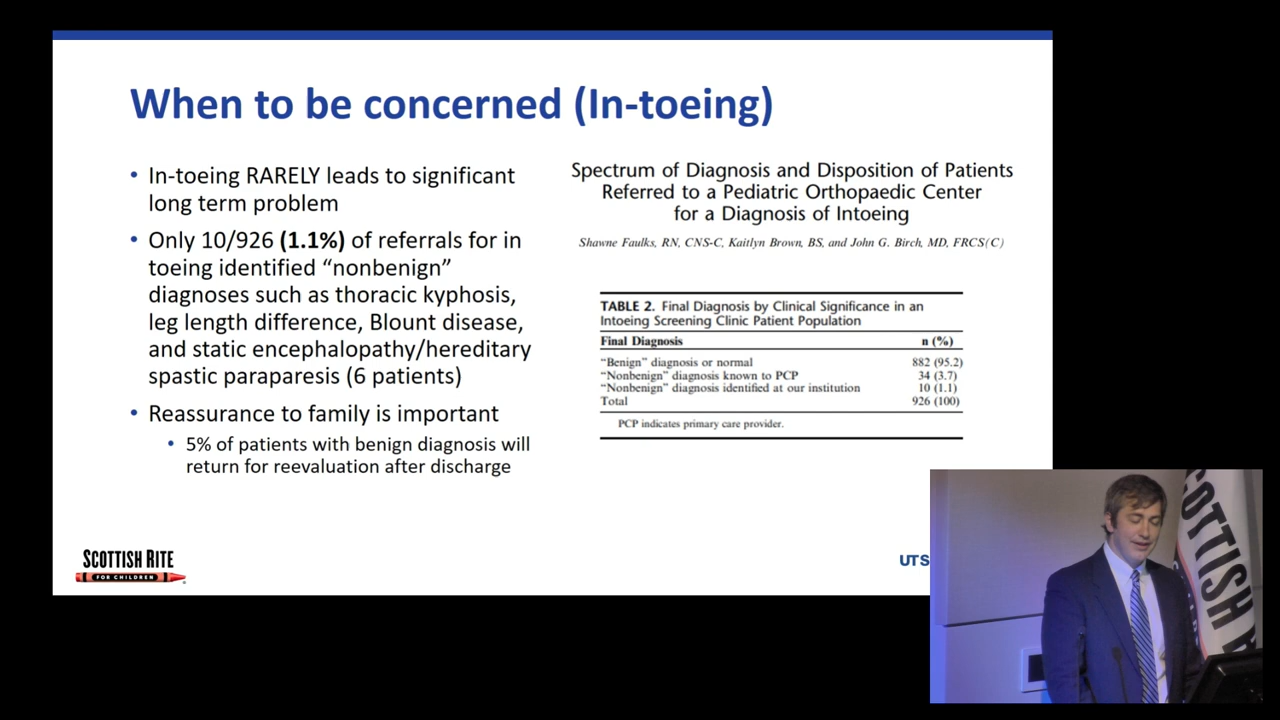 When to be concerned (In-toeing)
• In-toeing RARELY leads to significant
long term problem
• Only 10/926 (1.1%) of referrals for in
toeing identified “nonbenign”
diagnoses such as thoracic kyphosis,
leg length difference, Blount disease,
and static encephalopathy/hereditary
spastic paraparesis (6 patients)
• Reassurance to family is important
• 5% of patients with benign diagnosis will
return for reevaluation after discharge
Spectrum of Diagnosis and Disposition of Patients
Referred to a Pediatric Orthopaedic Center
for a Diagnosis of Intoeing
Shawne Faulks, RN, CNS-C, Kaitlyn Brown, BS, and John G. Birch, MD, FRCS(C)
TABLE 2. Final Diagnosis by Clinical Significance in an
Intoeing Screening Clinic Patient Population
Final Diagnosis n (%)
“Benign” diagnosis or normal 882 (95.2)
“Nonbenign” diagnosis known to PCP 34 (3.7)
“Nonbenign” diagnosis identified at our institution 10 (1.1)
Total 926 (100)
PCP indicates primary care provider.
SCOTTISH RITE
FOR CHILDREN
UTS
COTTISH R